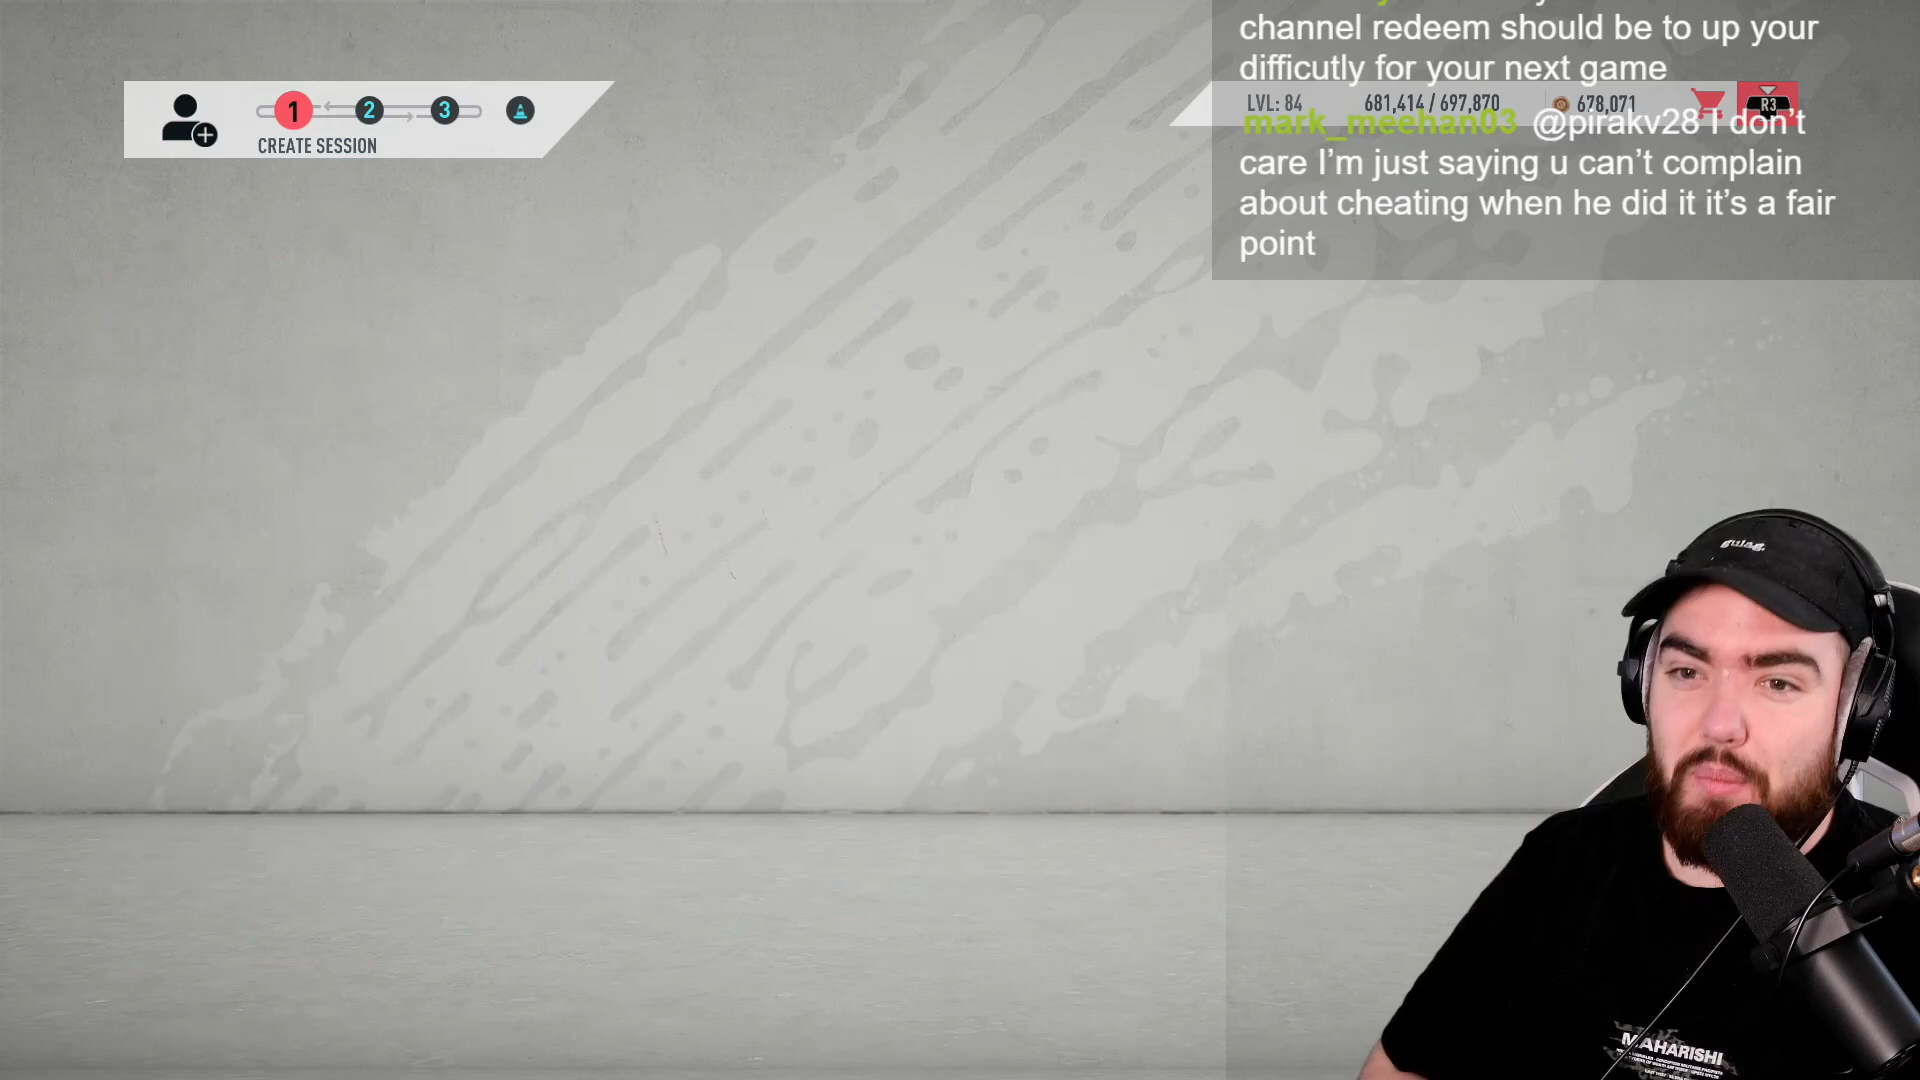 channel redeem should be to up your
difficutly for your next game
1 2 3
CREATE SESSION
LVL: 84 681,414 / 697,870 678,071 R3
mark_meehan03 @pirakv28 I don't
care I'm just saying u can't complain
about cheating when he did it it's a fair
point
gulag.
MAHARISHI